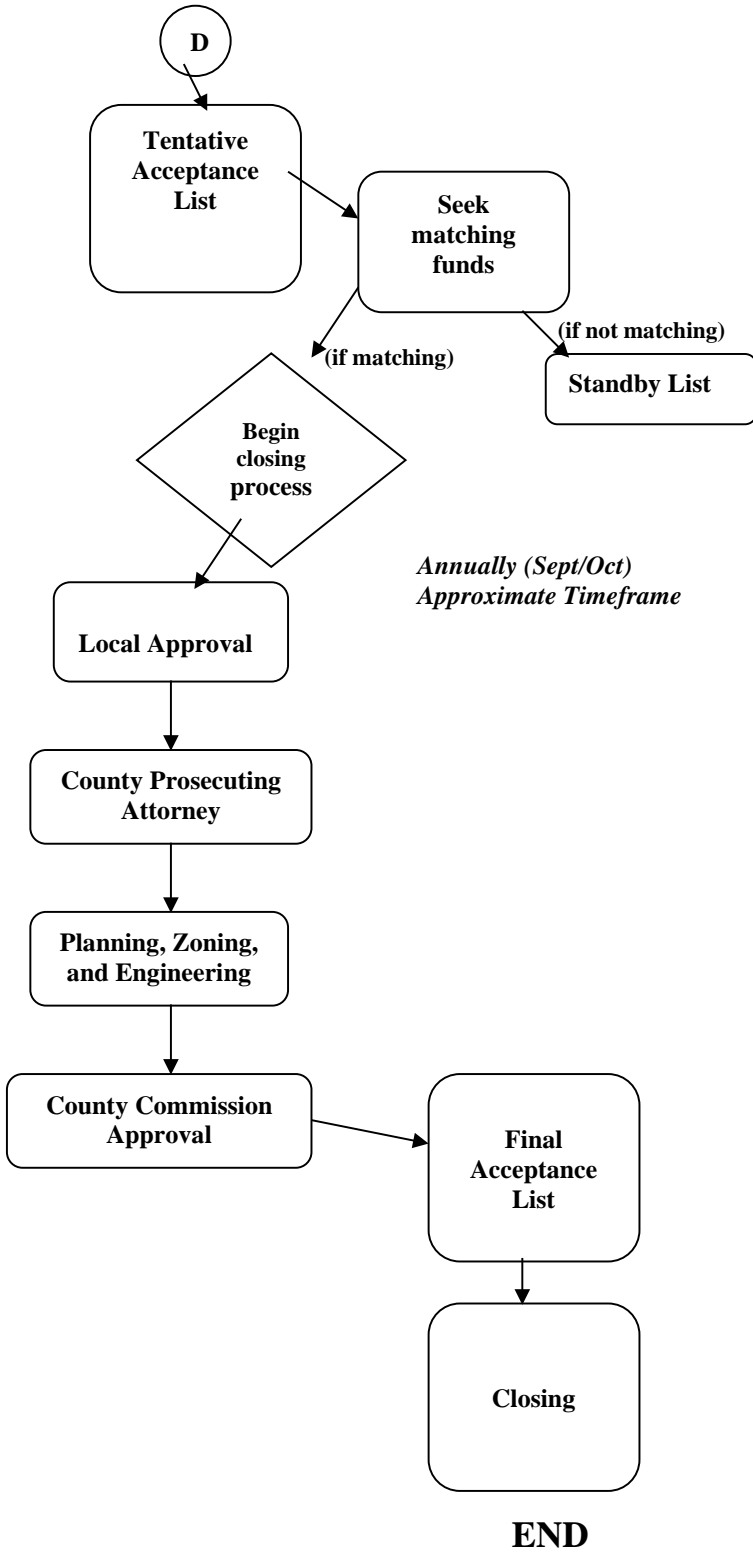 D
Tentative
Acceptance
List
Seek
matching
funds
(if not matching)
(if matching)
Standby List
Begin
closing
process
Annually (Sept/Oct)
Approximate Timeframe
Local Approval
County Prosecuting
Attorney
Planning, Zoning,
and Engineering
County Commission
Approval
Final
Acceptance
List
Closing
END